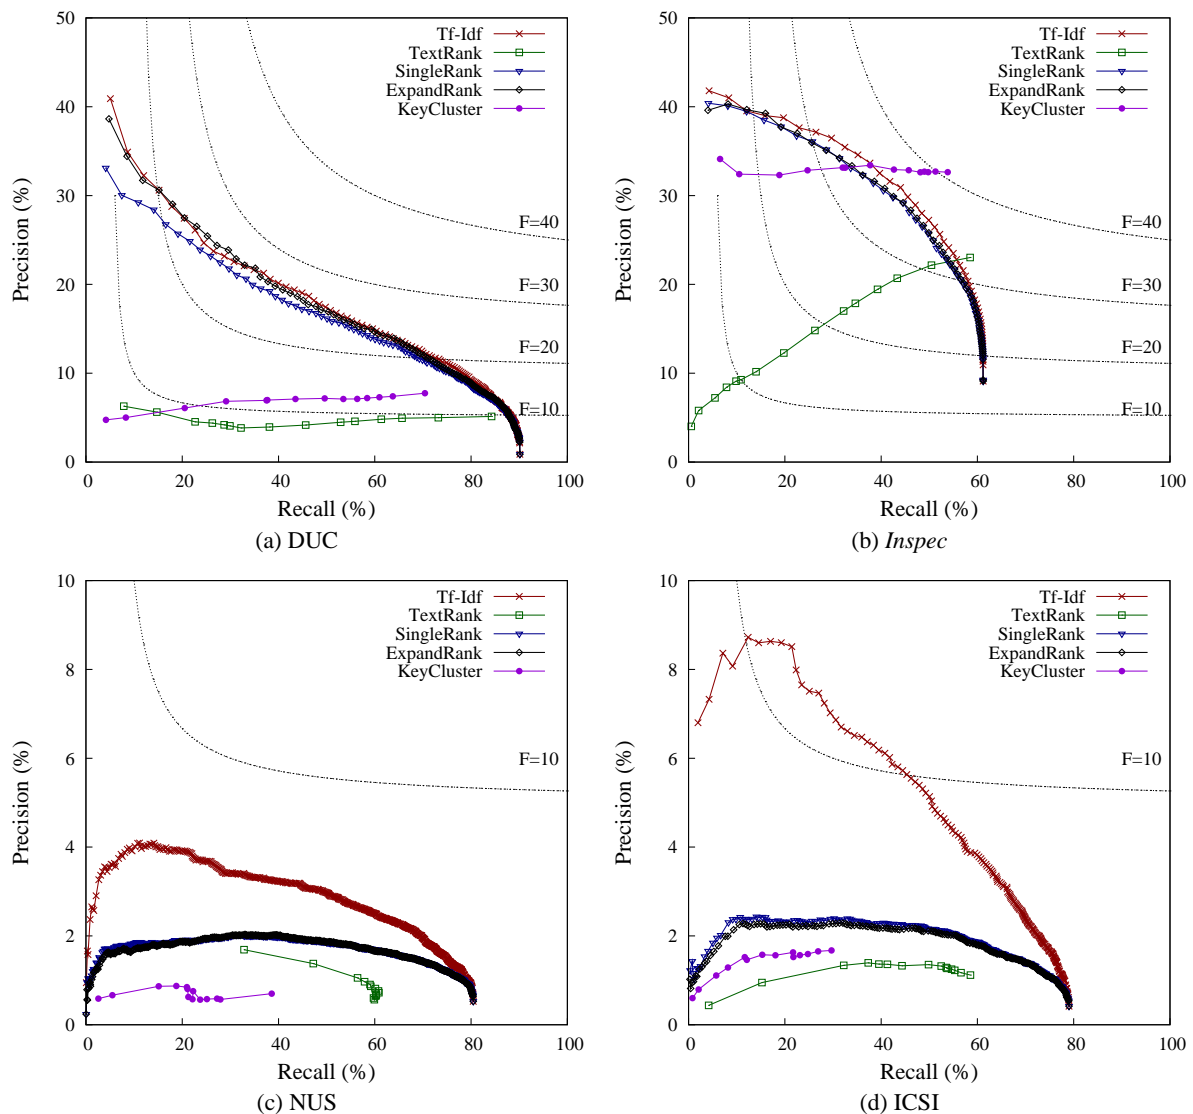 50
40
30
20
10
0
Precision (%)
Tf-Idf
TextRank
SingleRank
ExpandRank
KeyCluster
F=40
F=30
F=20
F=10
0 20 40 60 80 100
Recall (%)
(a) DUC
50
40
30
20
10
0
Precision (%)
Tf-Idf
TextRank
SingleRank
ExpandRank
KeyCluster
F=40
F=30
F=20
F=10
0 20 40 60 80 100
Recall (%)
(b) Inspec
10
8
6
4
2
0
Precision (%)
Tf-Idf
TextRank
SingleRank
ExpandRank
KeyCluster
F=10
0 20 40 60 80 100
Recall (%)
(c) NUS
10
8
6
4
2
0
Precision (%)
Tf-Idf
TextRank
SingleRank
ExpandRank
KeyCluster
F=10
0 20 40 60 80 100
Recall (%)
(d) ICSI